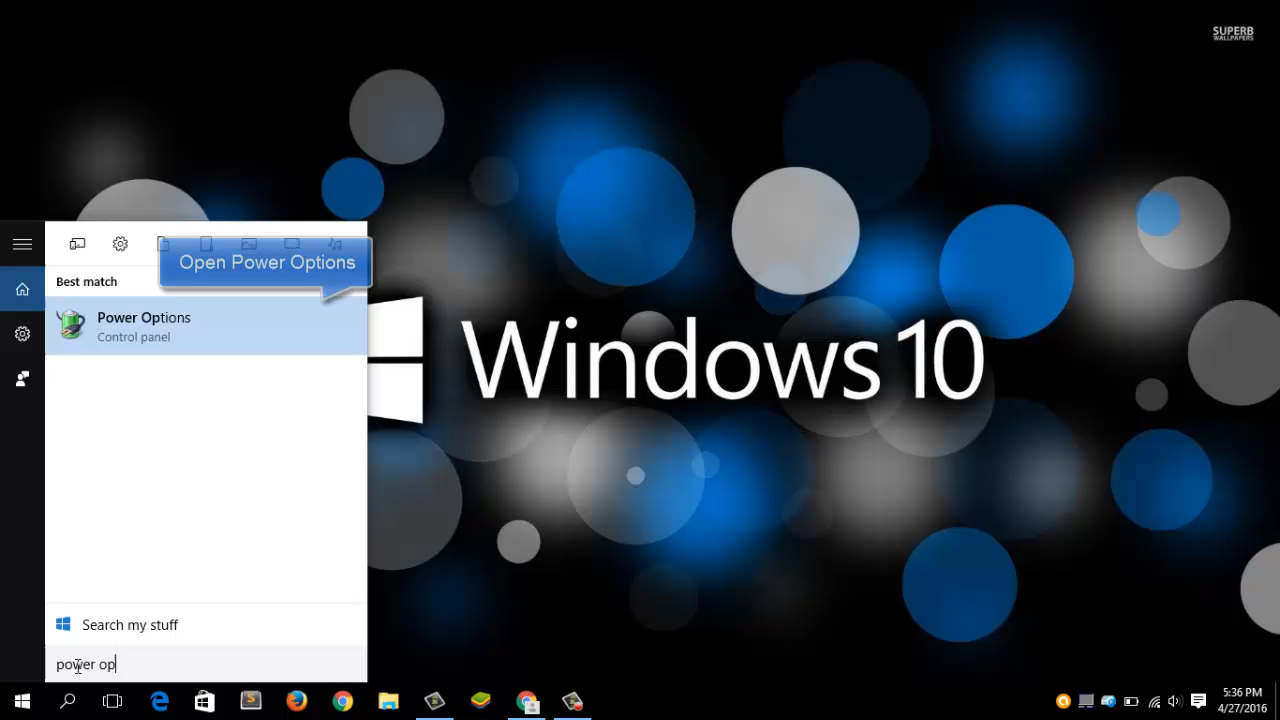 SUPERB
WALLPAPERS
Open Power Options
Best match
Power Options
Control panel
Windows 10
Search my stuff
power op
5:36 PM
4/27/2016